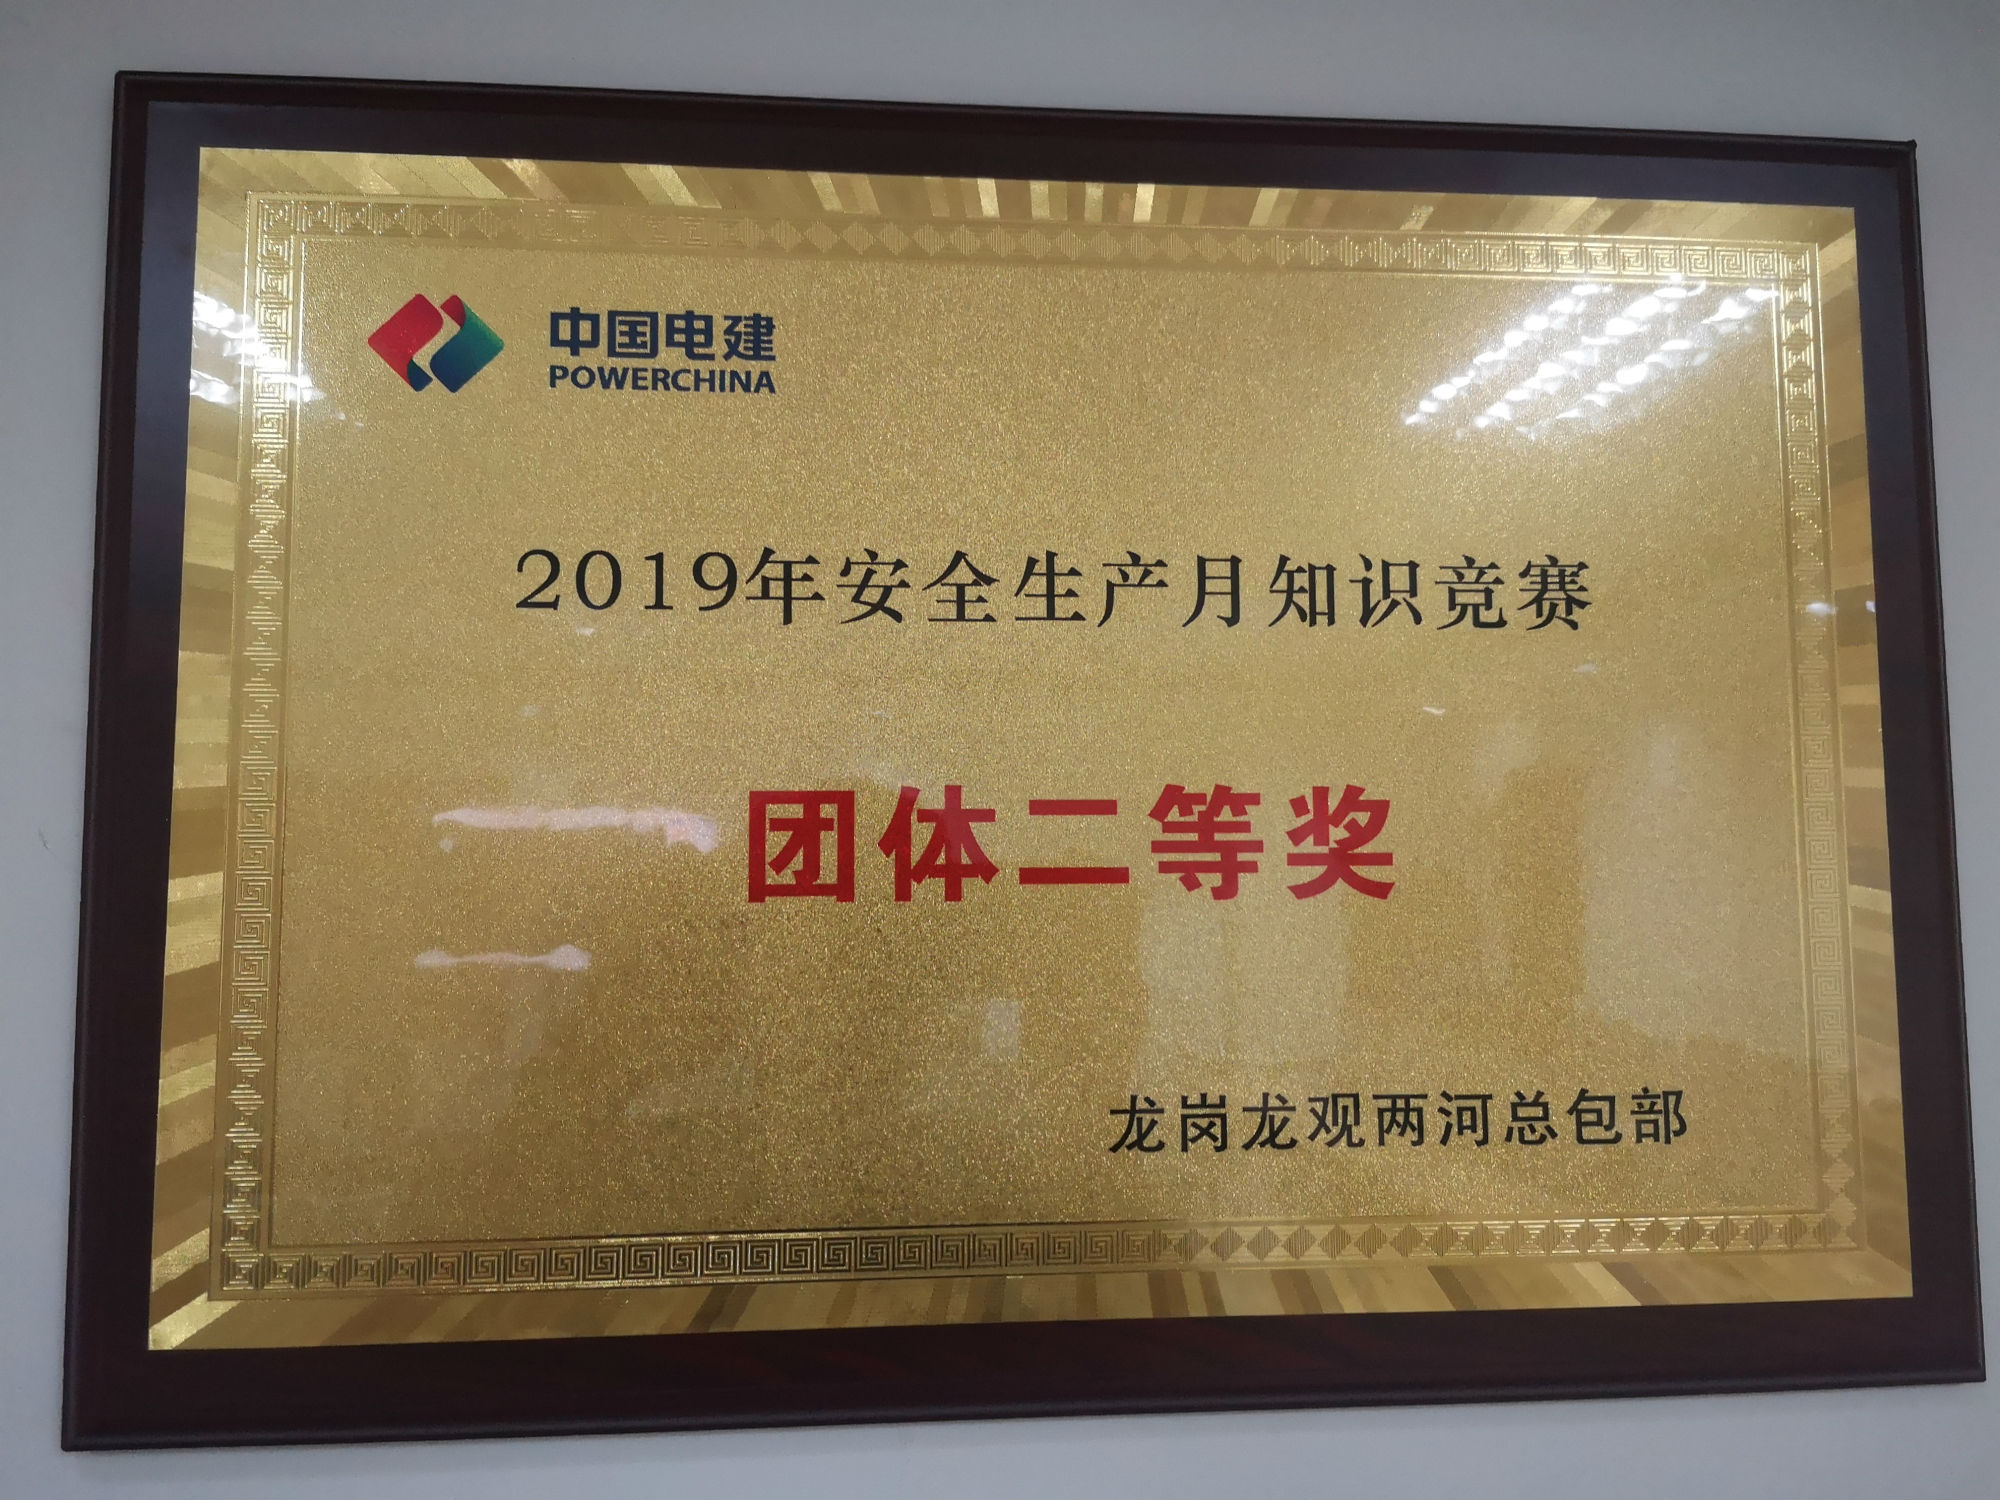 中国电建
POWERCHINA
2019年安全生产月知识竞赛
团体二等奖
龙岗龙观两河总包部